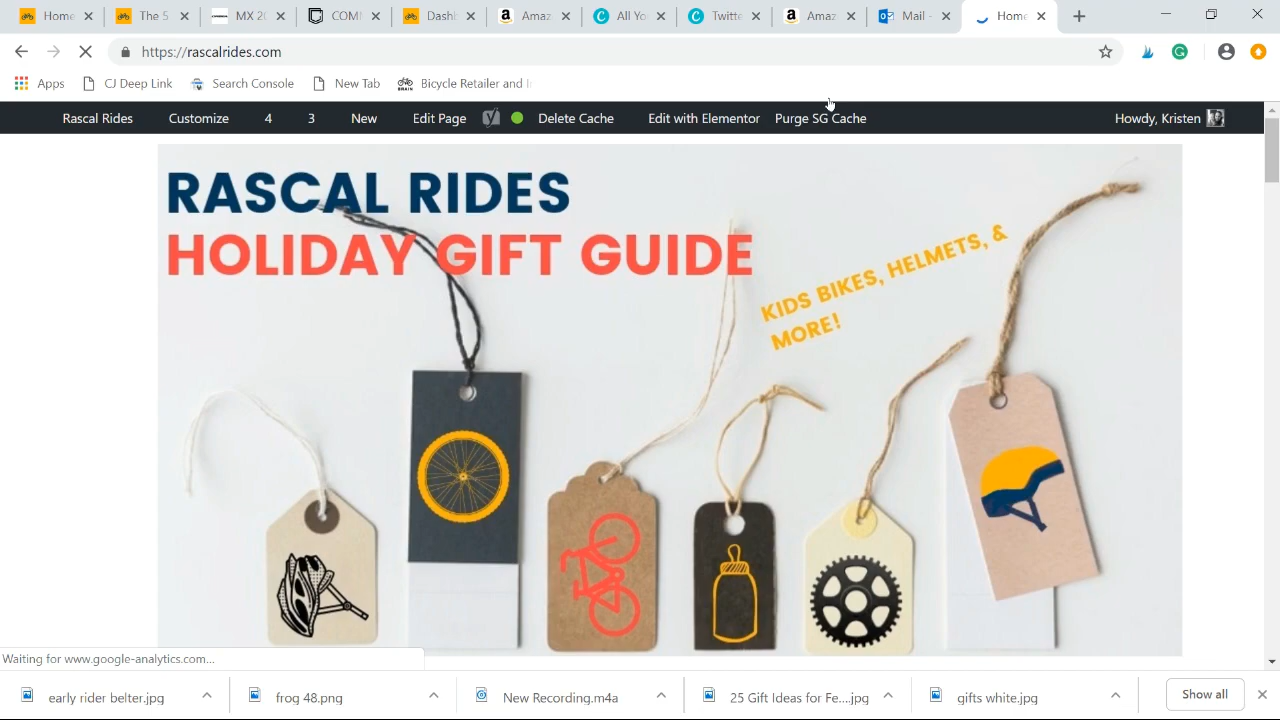 Home
The 5
MX 20
COMI
Dash
Amaz
All Yo
Twitte
Amaz
Mail -
Home
https://rascalrides.com
Apps
CJ Deep Link
Search Console
New Tab
BRAIN
Bicycle Retailer and I
Rascal Rides
Customize
4
3
New
Edit Page
Delete Cache
Edit with Elementor
Purge SG Cache
Howdy, Kristen
RASCAL RIDES
HOLIDAY GIFT GUIDE
KIDS BIKES, HELMETS, &
MORE!
Waiting for www.google-analytics.com...
early rider belter.jpg
frog 48.png
New Recording.m4a
25 Gift Ideas for Fe....jpg
gifts white.jpg
Show all